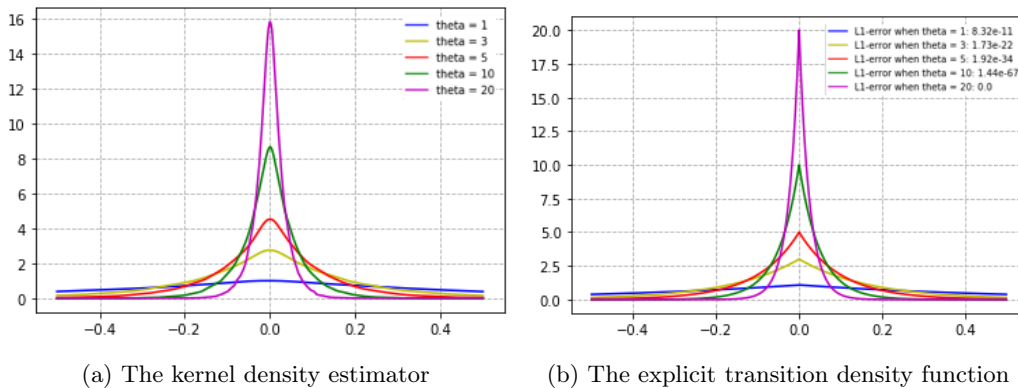 16
14
12
10
8
6
4
2
0
−0.4
−0.2
0.0
0.2
0.4
theta = 1
theta = 3
theta = 5
theta = 10
theta = 20
(a) The kernel density estimator
20.0
17.5
15.0
12.5
10.0
7.5
5.0
2.5
0.0
−0.4
−0.2
0.0
0.2
0.4
L1-error when theta = 1: 8.32e-11
L1-error when theta = 3: 1.73e-22
L1-error when theta = 5: 1.92e-34
L1-error when theta = 10: 1.44e-67
L1-error when theta = 20: 0.0
(b) The explicit transition density function